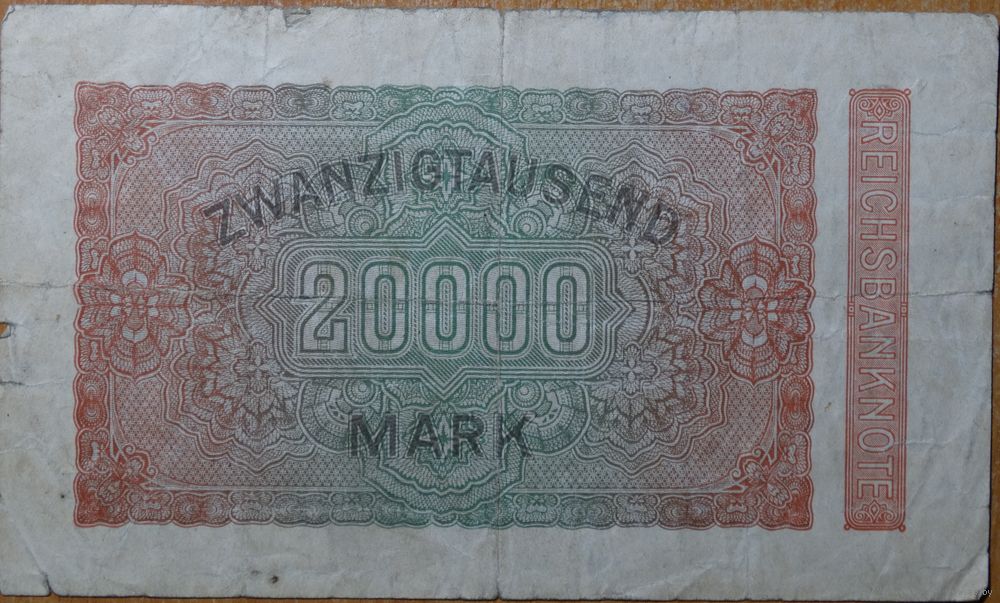 ZWANZIGTAUSEND
20000
MARK
REICHSBANKNOTE